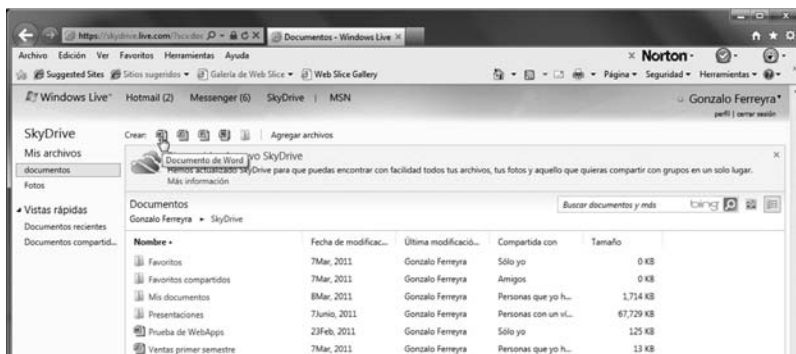 https://skydrive.live.com/?sc=doc
Documentos - Windows Live
Archivo Edición Ver Favoritos Herramientas Ayuda
Norton
Suggested Sites Sitios sugeridos Galería de Web Slice Web Slice Gallery
Página Seguridad Herramientas
Windows Live Hotmail (2) Messenger (6) SkyDrive | MSN
Gonzalo Ferreyra
perfil | cerrar sesión
SkyDrive
Crear: Agregar archivos
Mis archivos
documentos
Fotos
Vistas rápidas
Documentos recientes
Documentos compartid...
Documento de Word
vo SkyDrive
Hemos actualizado SkyDrive para que puedas encontrar con facilidad todos tus archivos, tus fotos y aquello que quieras compartir con grupos en un solo lugar.
Más información
Documentos
Buscar documentos y más bing
Gonzalo Ferreyra ▸ SkyDrive
Nombre Fecha de modificac... Última modificació... Compartida con Tamaño
Favoritos 7Mar, 2011 Gonzalo Ferreyra Sólo yo 0 KB
Favoritos compartidos 7Mar, 2011 Gonzalo Ferreyra Amigos 0 KB
Mis documentos 8Mar, 2011 Gonzalo Ferreyra Personas que yo h... 1,714 KB
Presentaciones 7Junio, 2011 Gonzalo Ferreyra Personas con un ví... 67,729 KB
Prueba de WebApps 23Feb, 2011 Gonzalo Ferreyra Sólo yo 125 KB
Ventas primer semestre 7Mar, 2011 Gonzalo Ferreyra Personas que yo h... 13 KB